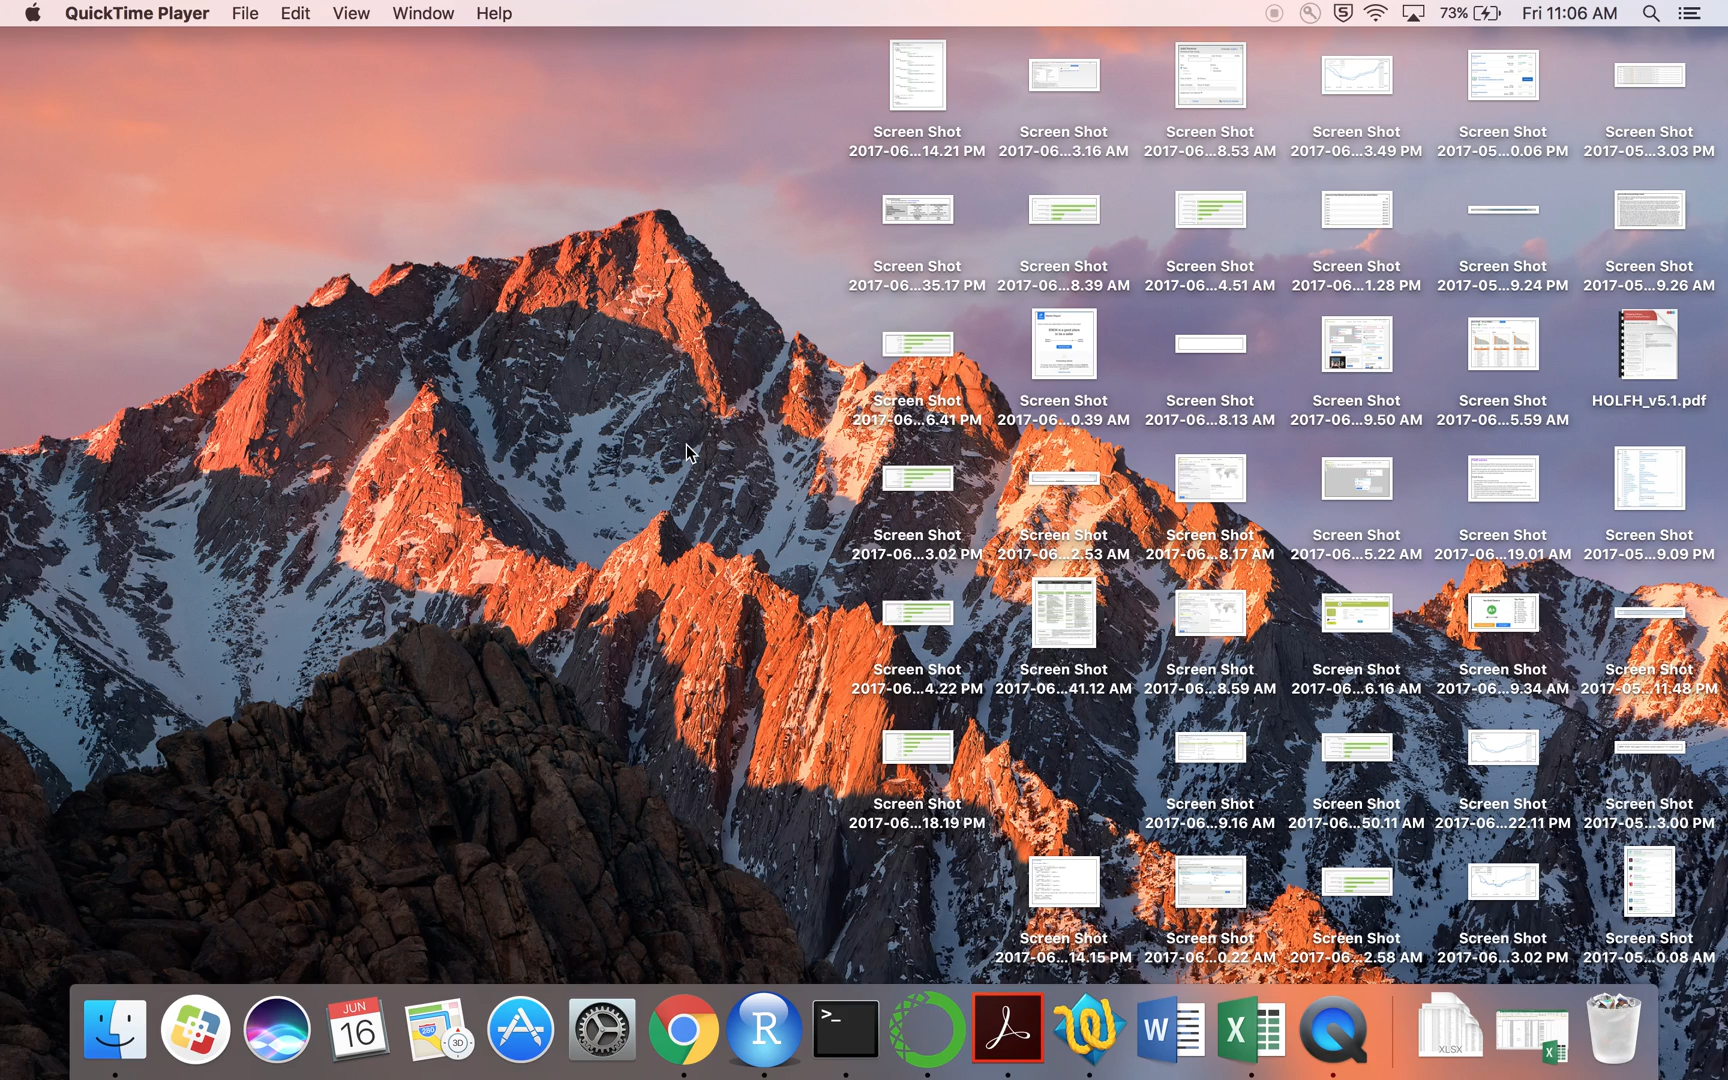 QuickTime Player File Edit View Window Help 73% Fri 11:06 AM
Screen Shot Screen Shot Screen Shot Screen Shot Screen Shot Screen Shot
2017-06...14.21 PM 2017-06...3.16 AM 2017-06...8.53 AM 2017-06...3.49 PM 2017-05...0.06 PM 2017-05...3.03 PM
Screen Shot Screen Shot Screen Shot Screen Shot Screen Shot Screen Shot
2017-06...35.17 PM 2017-06...8.39 AM 2017-06...4.51 AM 2017-06...1.28 PM 2017-05...9.24 PM 2017-05...9.26 AM
Screen Shot Screen Shot Screen Shot Screen Shot Screen Shot HOLFH_v5.1.pdf
2017-06...6.41 PM 2017-06...0.39 AM 2017-06...8.13 AM 2017-06...9.50 AM 2017-06...5.59 AM
Screen Shot Screen Shot Screen Shot Screen Shot Screen Shot Screen Shot
2017-06...3.02 PM 2017-06...2.53 AM 2017-06...8.17 AM 2017-06...5.22 AM 2017-06...19.01 AM 2017-05...9.09 PM
Screen Shot Screen Shot Screen Shot Screen Shot Screen Shot Screen Shot
2017-06...4.22 PM 2017-06...41.12 AM 2017-06...8.59 AM 2017-06...6.16 AM 2017-06...9.34 AM 2017-05...11.48 PM
Screen Shot Screen Shot Screen Shot Screen Shot Screen Shot
2017-06...18.19 PM 2017-06...9.16 AM 2017-06...50.11 AM 2017-06...22.11 PM 2017-05...3.00 PM
Screen Shot Screen Shot Screen Shot Screen Shot Screen Shot
2017-06...14.15 PM 2017-06...0.22 AM 2017-06...2.58 AM 2017-06...3.02 PM 2017-05...0.08 AM
JUN
16
280
3D
R
>_
W
X
XLSX
X